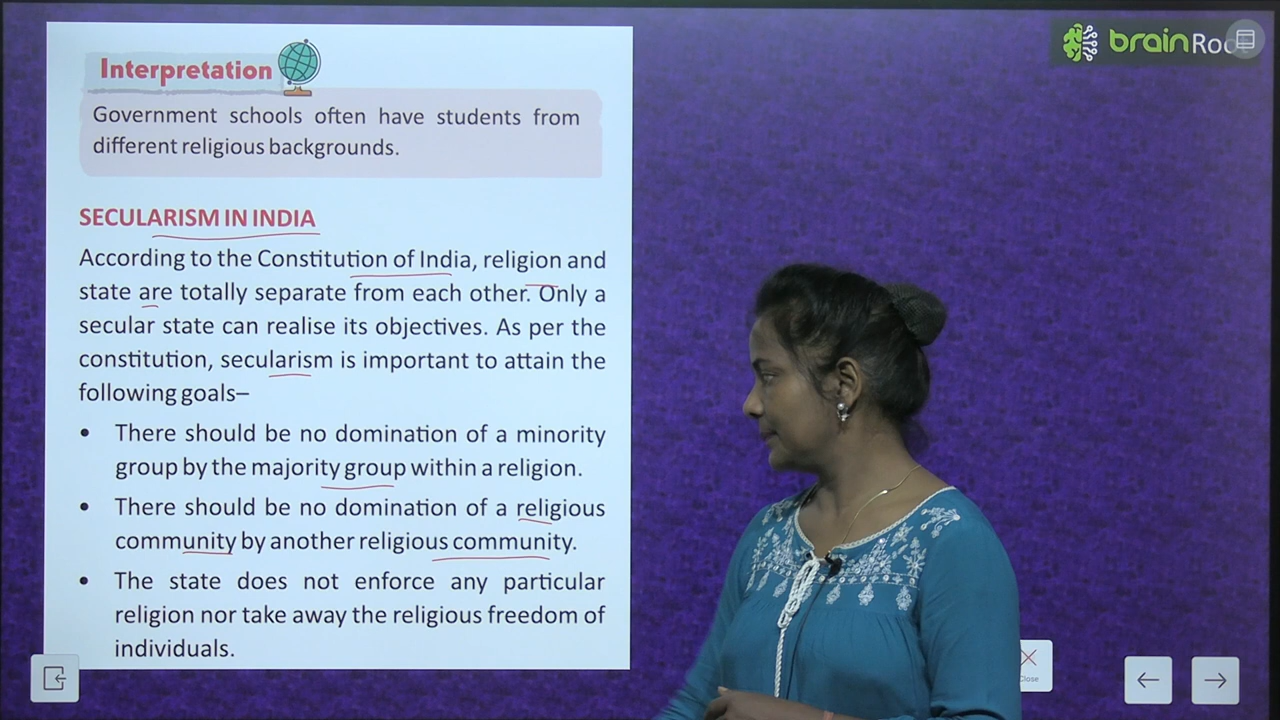 brainRoot
Interpretation
Government schools often have students from
different religious backgrounds.
SECULARISM IN INDIA
According to the Constitution of India, religion and
state are totally separate from each other. Only a
secular state can realise its objectives. As per the
constitution, secularism is important to attain the
following goals–
• There should be no domination of a minority
group by the majority group within a religion.
• There should be no domination of a religious
community by another religious community.
• The state does not enforce any particular
religion nor take away the religious freedom of
individuals.
Close